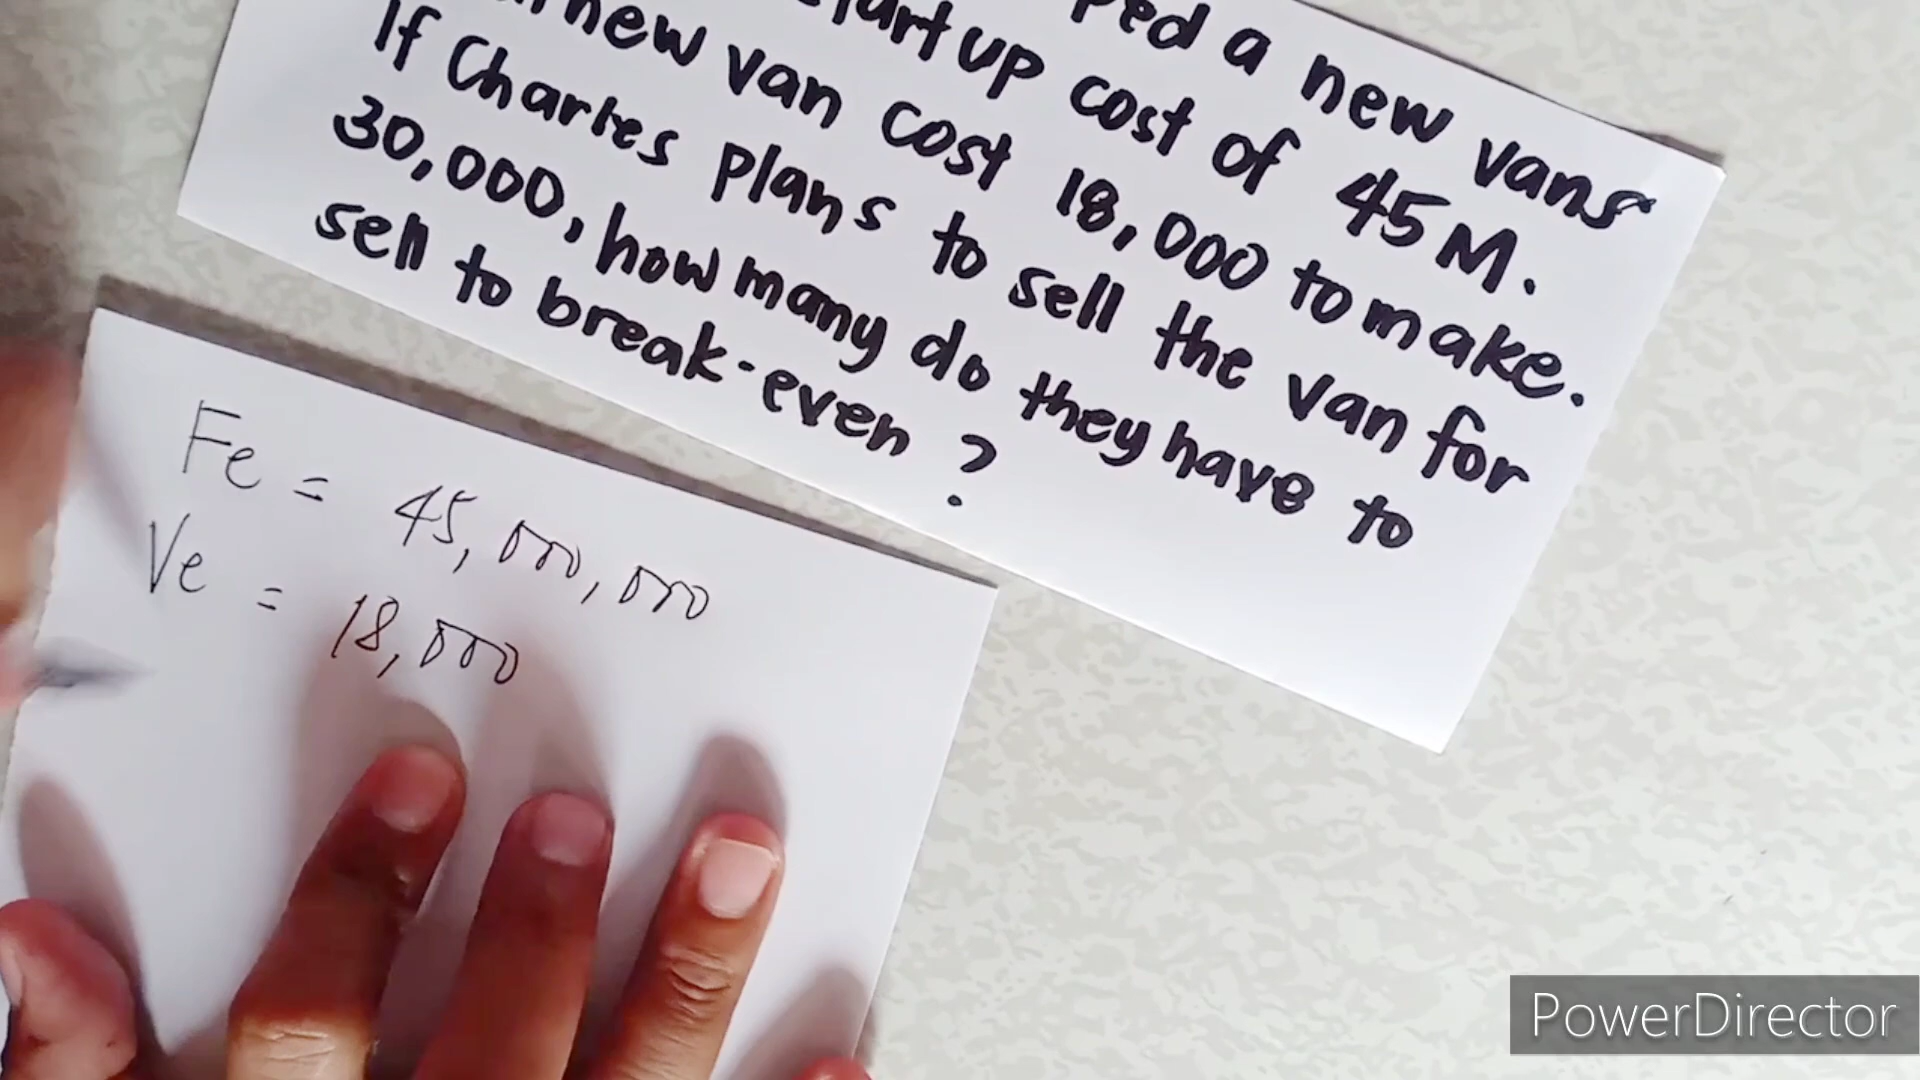 a new vans
startup cost of 45M.
new van cost 18,000 to make.
If Charles plans to sell the van for
30,000, how many do they have to
sell to break-even?
Fe = 45,000,000
Ve = 18,000
PowerDirector